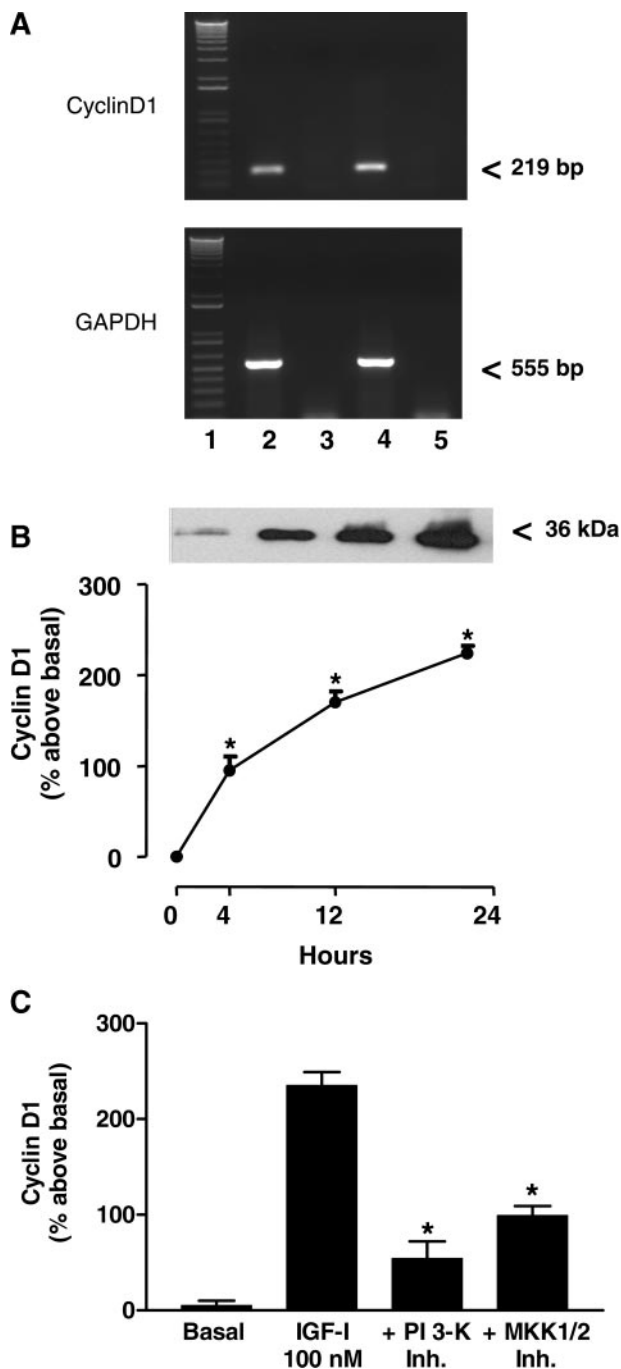 A
CyclinD1
< 219 bp
GAPDH
< 555 bp
1 2 3 4 5
B
< 36 kDa
Cyclin D1
(% above basal)
300
200
100
0
*
*
*
0 4 12 24
Hours
C
Cyclin D1
(% above basal)
300
200
100
0
*
*
Basal
IGF-I
100 nM
+ PI 3-K
Inh.
+ MKK1/2
Inh.